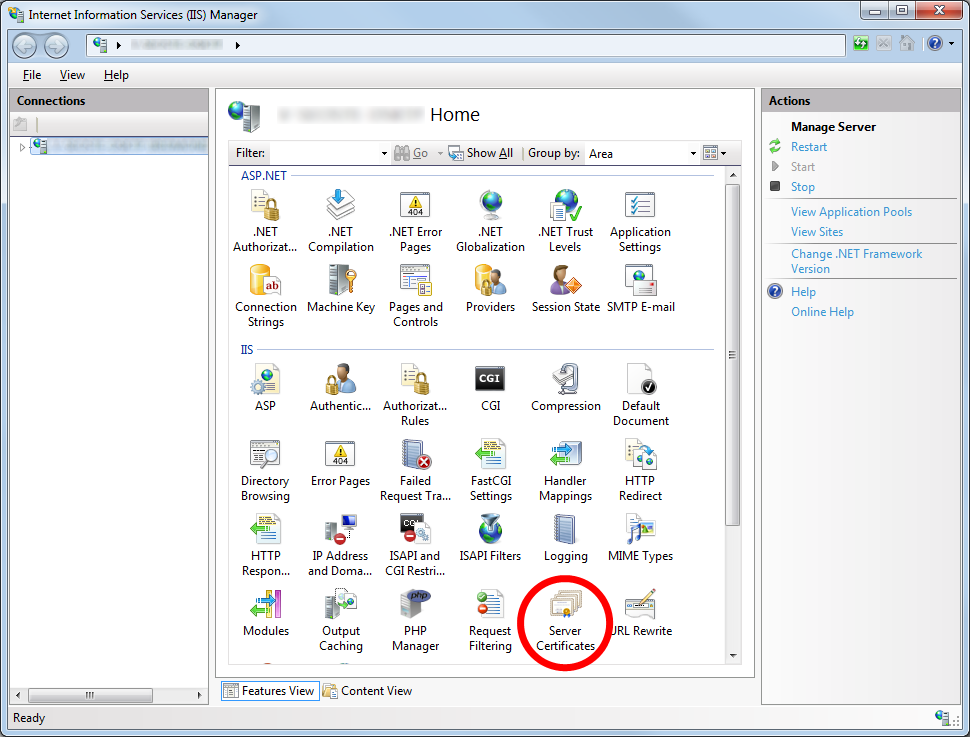 Internet Information Services (IIS) Manager
File View Help
Connections
Home
Filter: Go Show All Group by: Area
ASP.NET
.NET Authorizat...
.NET Compilation
.NET Error Pages
.NET Globalization
.NET Trust Levels
Application Settings
Connection Strings
Machine Key
Pages and Controls
Providers
Session State
SMTP E-mail
IIS
ASP
Authentic...
Authorizat... Rules
CGI
Compression
Default Document
Directory Browsing
Error Pages
Failed Request Tra...
FastCGI Settings
Handler Mappings
HTTP Redirect
HTTP Respon...
IP Address and Doma...
ISAPI and CGI Restri...
ISAPI Filters
Logging
MIME Types
Modules
Output Caching
PHP Manager
Request Filtering
Server Certificates
URL Rewrite
Features View Content View
Ready
Actions
Manage Server
Restart
Start
Stop
View Application Pools
View Sites
Change .NET Framework
Version
Help
Online Help